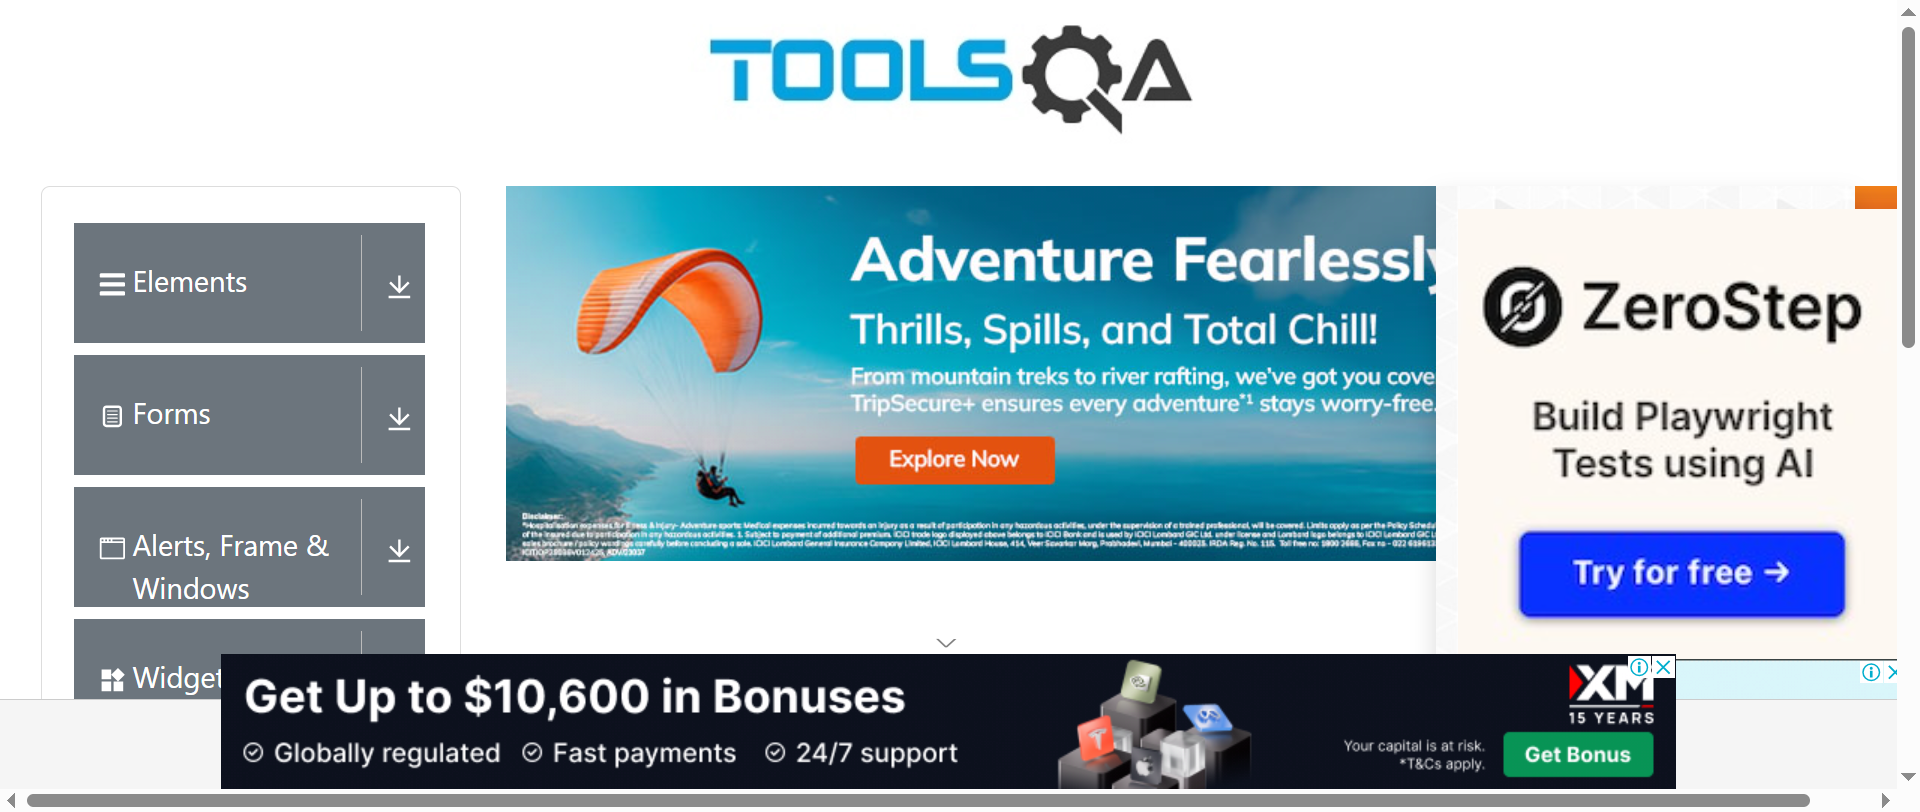 TOOLSQA
Elements
Forms
Alerts, Frame &
Windows
Widget
Adventure Fearlessly
Thrills, Spills, and Total Chill!
From mountain treks to river rafting, we've got you cove
TripSecure+ ensures every adventure*¹ stays worry-free.
Explore Now
Disclaimer:
ZeroStep
Build Playwright
Tests using AI
Try for free →
Get Up to $10,600 in Bonuses
Globally regulated
Fast payments
24/7 support
XM
15 YEARS
Your capital is at risk.
*T&Cs apply.
Get Bonus